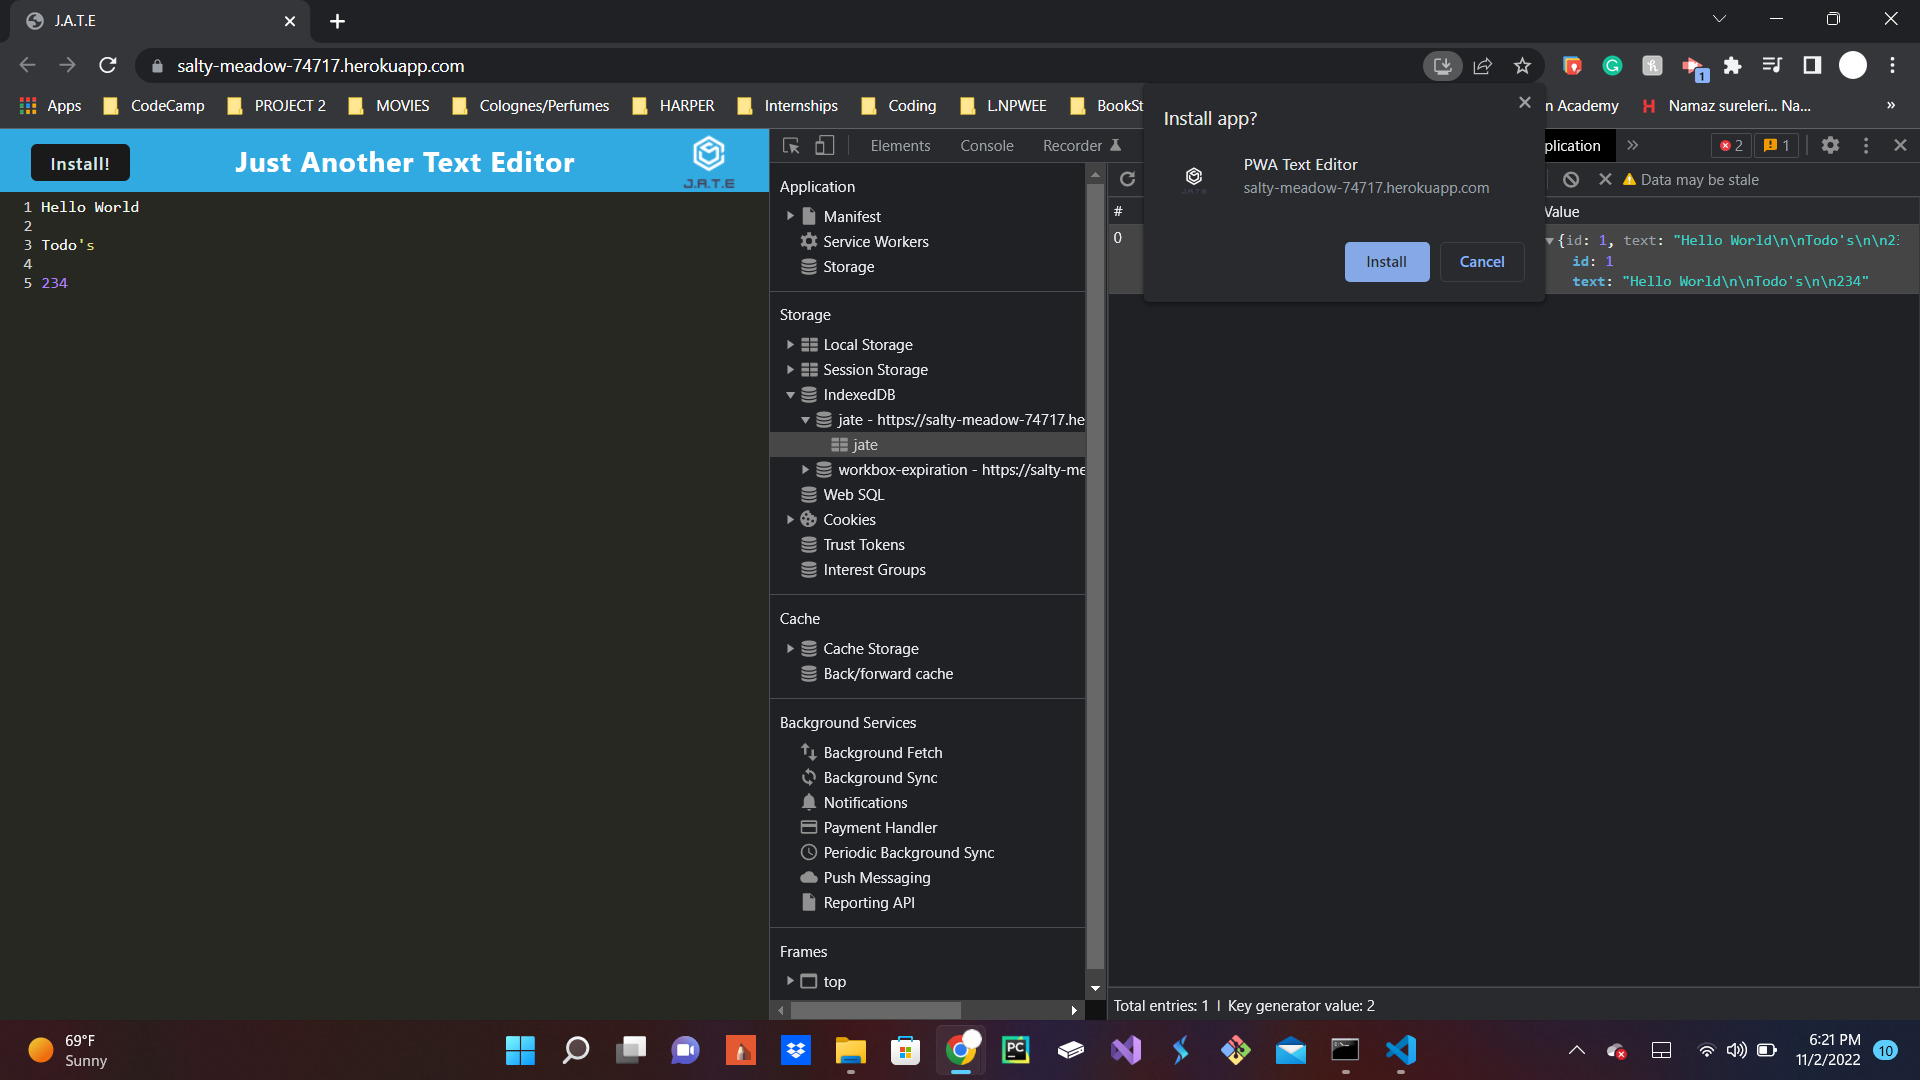 J.A.T.E
salty-meadow-74717.herokuapp.com
Apps CodeCamp PROJECT 2 MOVIES Colognes/Perfumes HARPER Internships Coding L.NPWEE BookSt n Academy Namaz sureleri... Na... »
Install!
Just Another Text Editor
J.A.T.E
1 Hello World
2
3 Todo's
4
5 234
Elements Console Recorder plication » 2 1
Application
Manifest
Service Workers
Storage
Storage
Local Storage
Session Storage
IndexedDB
jate - https://salty-meadow-74717.he
jate
workbox-expiration - https://salty-me
Web SQL
Cookies
Trust Tokens
Interest Groups
Cache
Cache Storage
Back/forward cache
Background Services
Background Fetch
Background Sync
Notifications
Payment Handler
Periodic Background Sync
Push Messaging
Reporting API
Frames
top
Install app?
PWA Text Editor
salty-meadow-74717.herokuapp.com
Install Cancel
Data may be stale
# Value
0 {id: 1, text: "Hello World\n\nTodo's\n\n23
id: 1
text: "Hello World\n\nTodo's\n\n234"
Total entries: 1 | Key generator value: 2
69°F
Sunny
PC
6:21 PM
11/2/2022
10